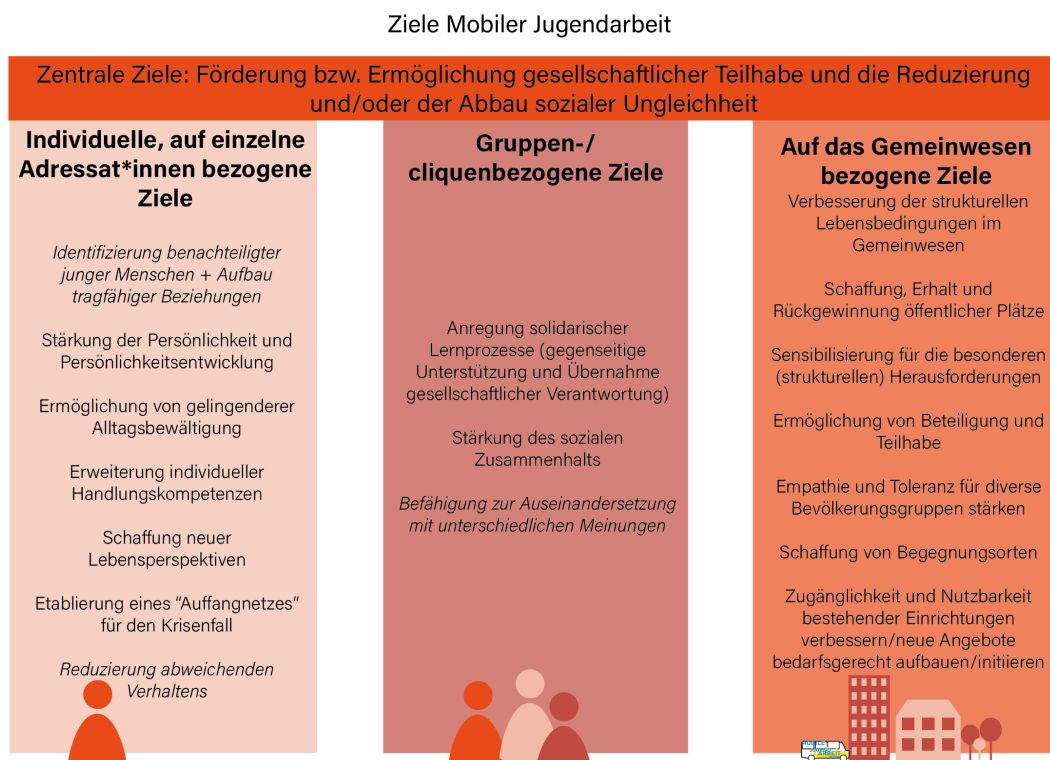 Ziele Mobiler Jugendarbeit
Zentrale Ziele: Förderung bzw. Ermöglichung gesellschaftlicher Teilhabe und die Reduzierung
und/oder der Abbau sozialer Ungleichheit
Individuelle, auf einzelne
Adressat*innen bezogene
Ziele
Identifizierung benachteiligter
junger Menschen + Aufbau
tragfähiger Beziehungen
Stärkung der Persönlichkeit und
Persönlichkeitsentwicklung
Ermöglichung von gelingenderer
Alltagsbewältigung
Erweiterung individueller
Handlungskompetenzen
Schaffung neuer
Lebensperspektiven
Etablierung eines "Auffangnetzes"
für den Krisenfall
Reduzierung abweichenden
Verhaltens
Gruppen-/
cliquenbezogene Ziele
Anregung solidarischer
Lernprozesse (gegenseitige
Unterstützung und Übernahme
gesellschaftlicher Verantwortung)
Stärkung des sozialen
Zusammenhalts
Befähigung zur Auseinandersetzung
mit unterschiedlichen Meinungen
Auf das Gemeinwesen
bezogene Ziele
Verbesserung der strukturellen
Lebensbedingungen im
Gemeinwesen
Schaffung, Erhalt und
Rückgewinnung öffentlicher Plätze
Sensibilisierung für die besonderen
(strukturellen) Herausforderungen
Ermöglichung von Beteiligung und
Teilhabe
Empathie und Toleranz für diverse
Bevölkerungsgruppen stärken
Schaffung von Begegnungsorten
Zugänglichkeit und Nutzbarkeit
bestehender Einrichtungen
verbessern/neue Angebote
bedarfsgerecht aufbauen/initiieren
MOBILE